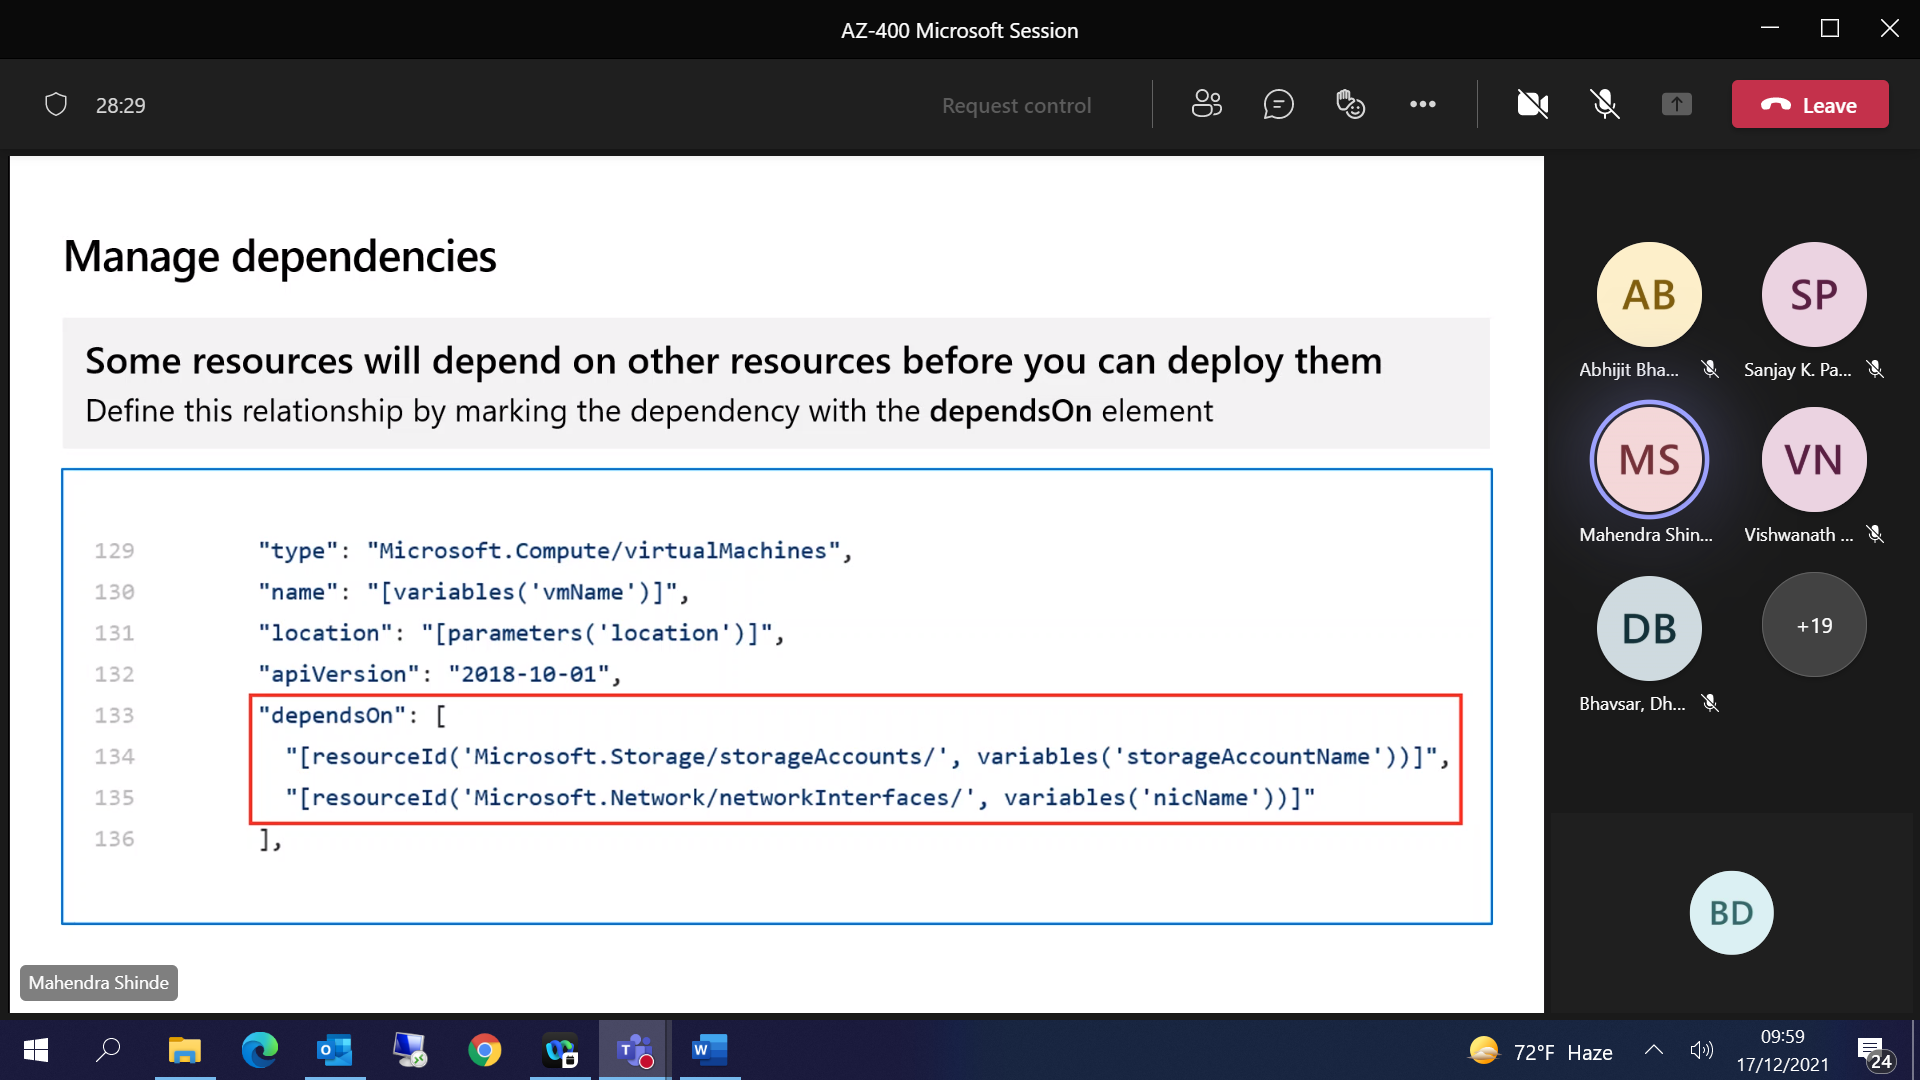 AZ-400 Microsoft Session
28:29
Request control
Leave
Manage dependencies
Some resources will depend on other resources before you can deploy them
Define this relationship by marking the dependency with the dependsOn element
129 "type": "Microsoft.Compute/virtualMachines",
130 "name": "[variables('vmName')]",
131 "location": "[parameters('location')]",
132 "apiVersion": "2018-10-01",
133 "dependsOn": [
134 "[resourceId('Microsoft.Storage/storageAccounts/', variables('storageAccountName'))]",
135 "[resourceId('Microsoft.Network/networkInterfaces/', variables('nicName'))]"
136 ],
Mahendra Shinde
AB
SP
Abhijit Bha...
Sanjay K. Pa...
MS
VN
Mahendra Shin...
Vishwanath ...
DB
+19
Bhavsar, Dh...
BD
72°F Haze
09:59
17/12/2021
24